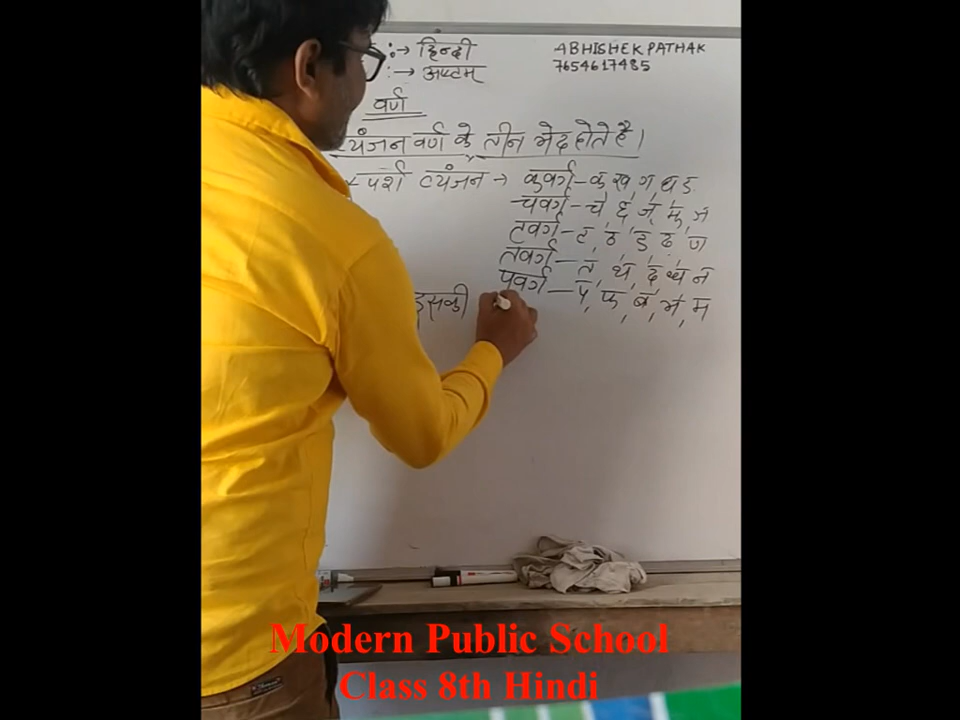 :→ हिन्दी
:→ अष्टम
ABHISHEK PATHAK
7654617485
वर्ण
व्यंजन वर्ण के तीन भेद होते है।
स्पर्श व्यंजन → कवर्ग – क ख ग घ ङ
चवर्ग – च छ ज झ ञ
टवर्ग – ट ठ ड ढ ण
तवर्ग – त, थ, द, ध न
पवर्ग – प, फ, ब, भ, म
इसकी
Modern Public School
Class 8th Hindi